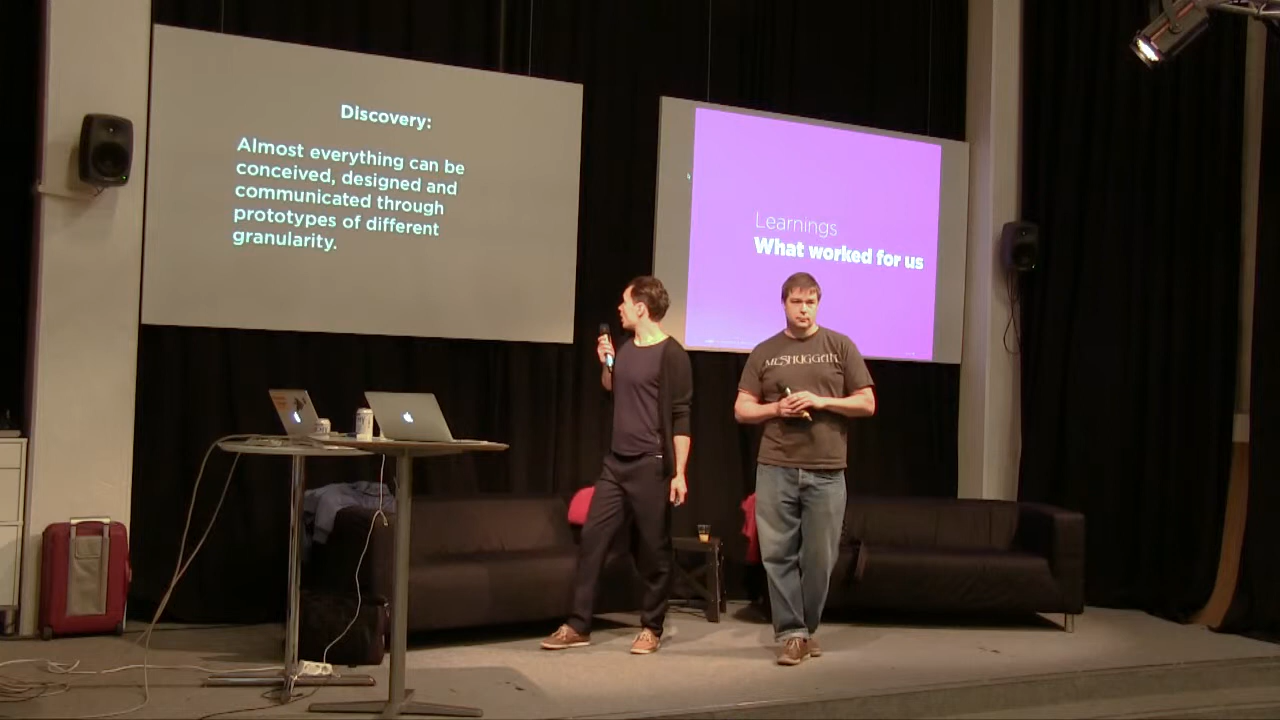 Discovery:
Almost everything can be
conceived, designed and
communicated through
prototypes of different
granularity.
Learnings
What worked for us
MESHUGGAH